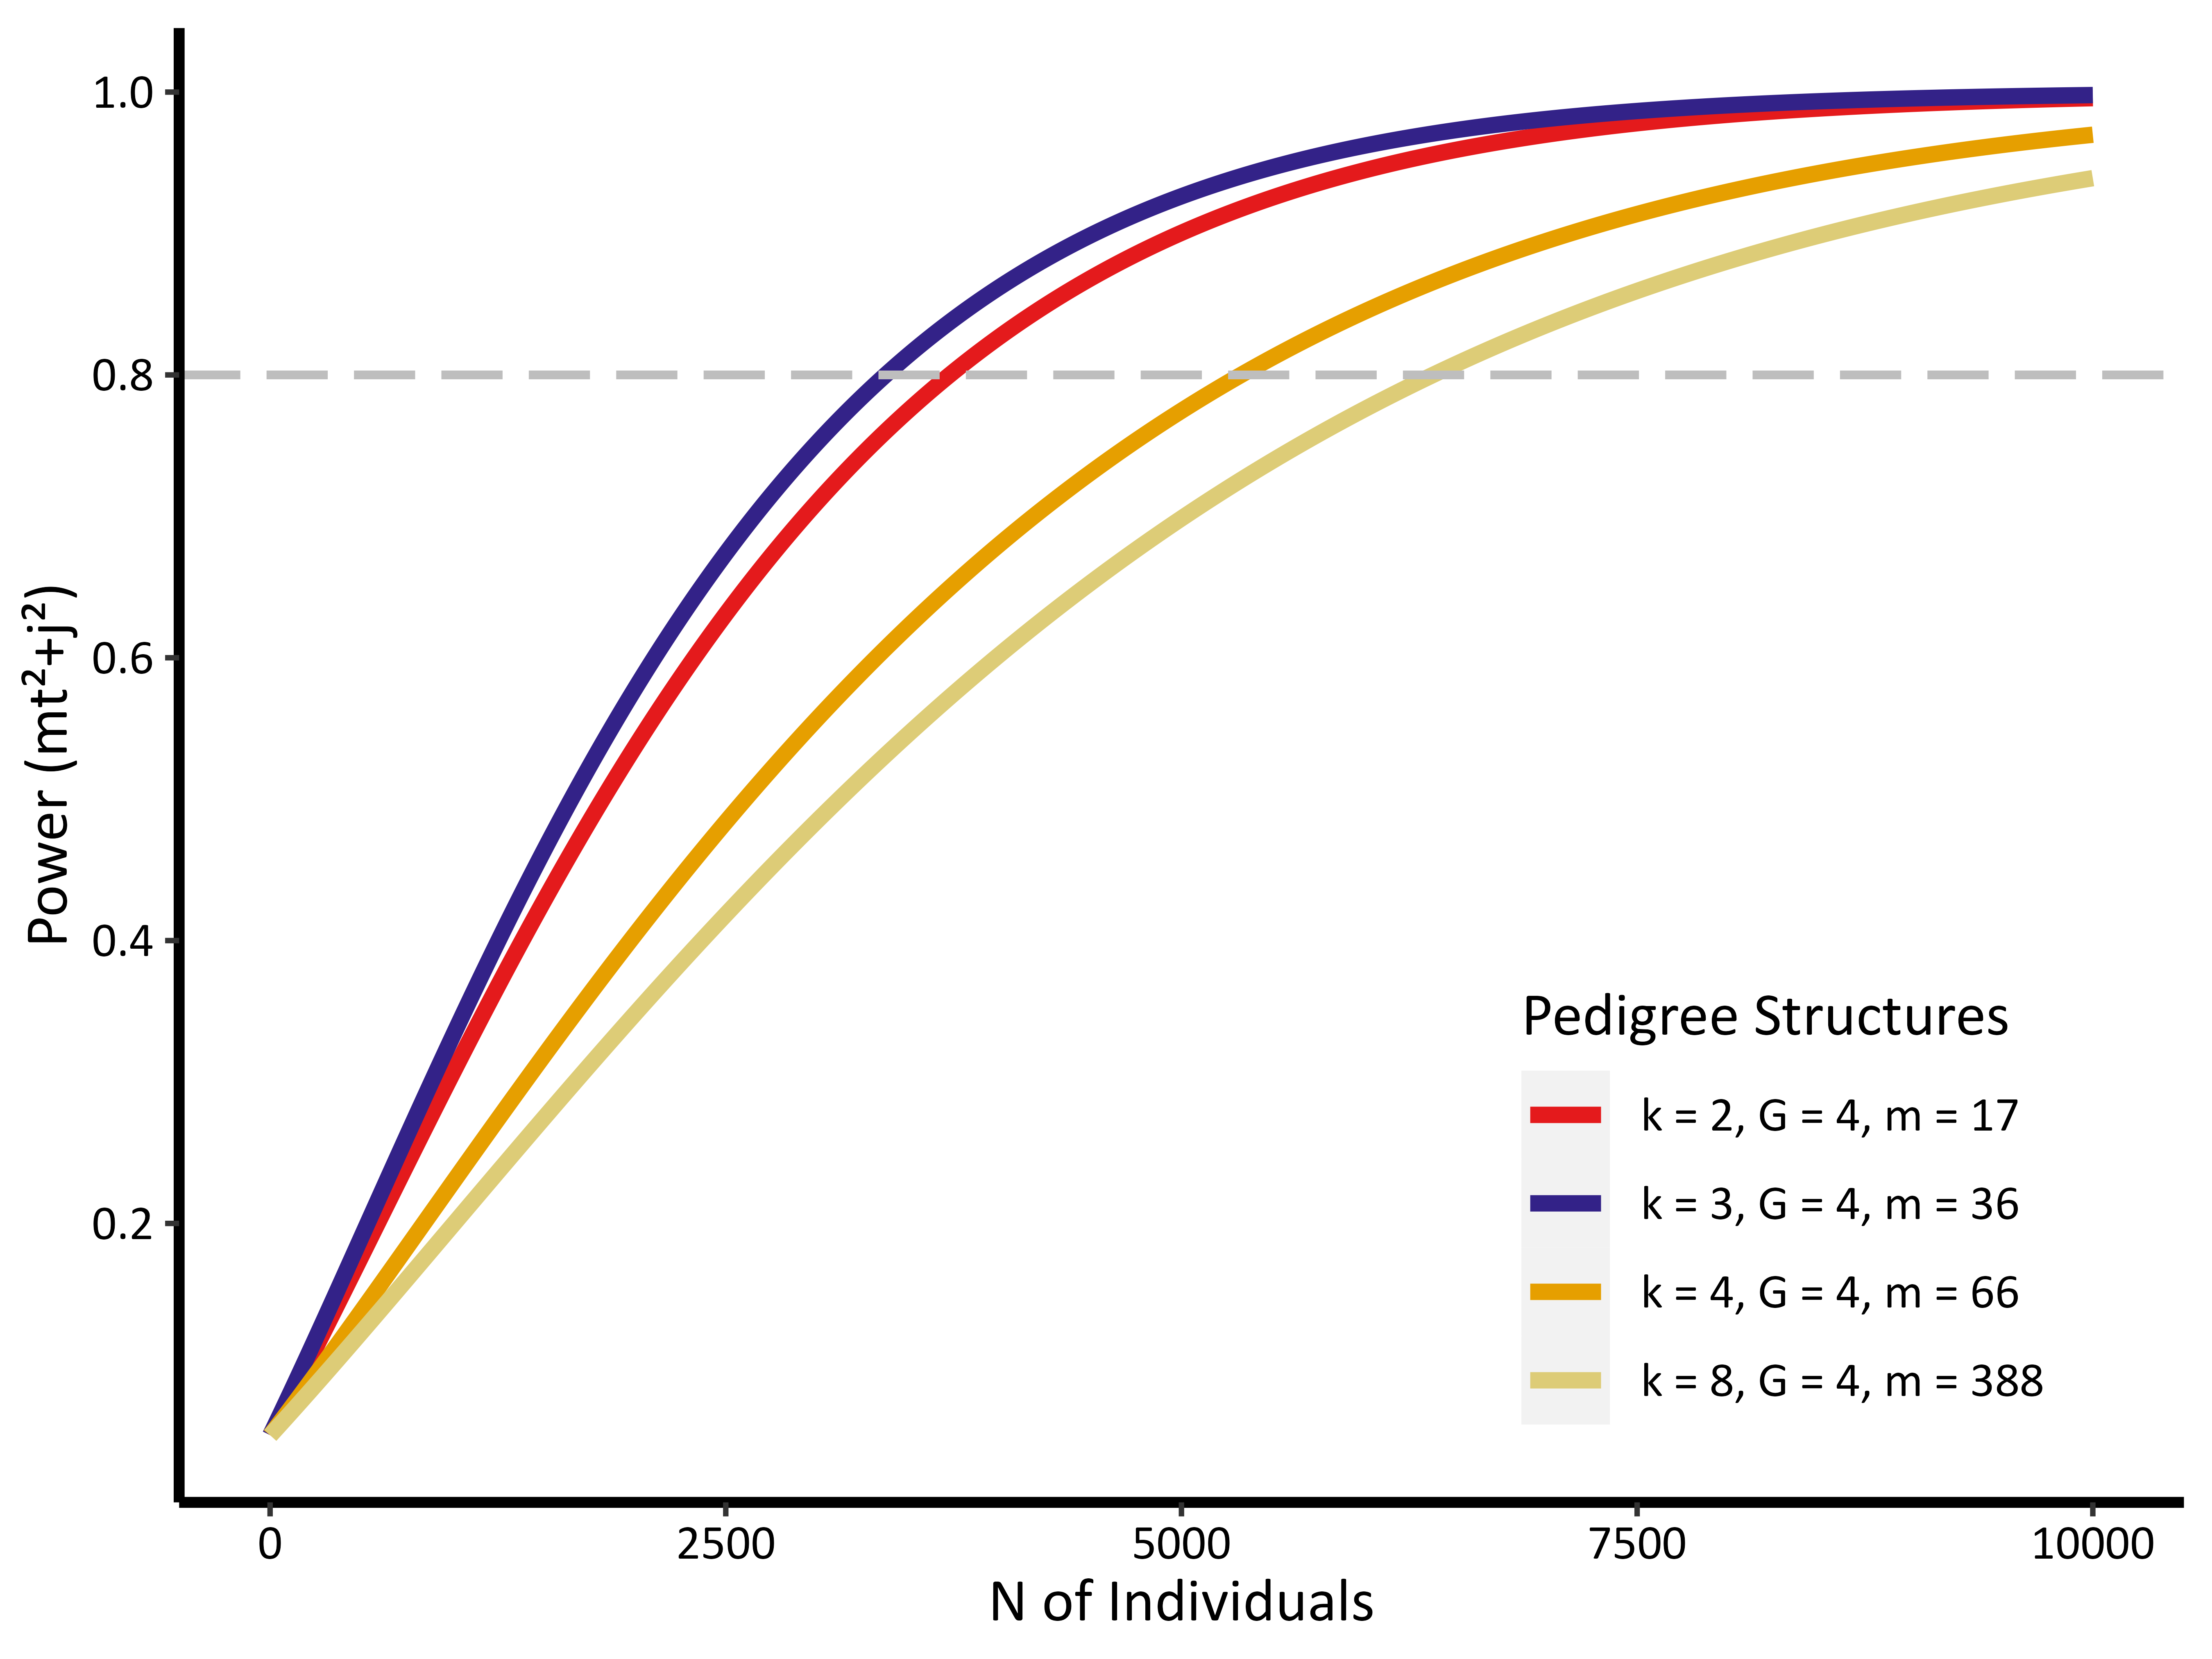 1.0
0.8
0.6
0.4
0.2
Power (mt²+j²)
0
2500
5000
7500
10000
N of Individuals
Pedigree Structures
k = 2, G = 4, m = 17
k = 3, G = 4, m = 36
k = 4, G = 4, m = 66
k = 8, G = 4, m = 388